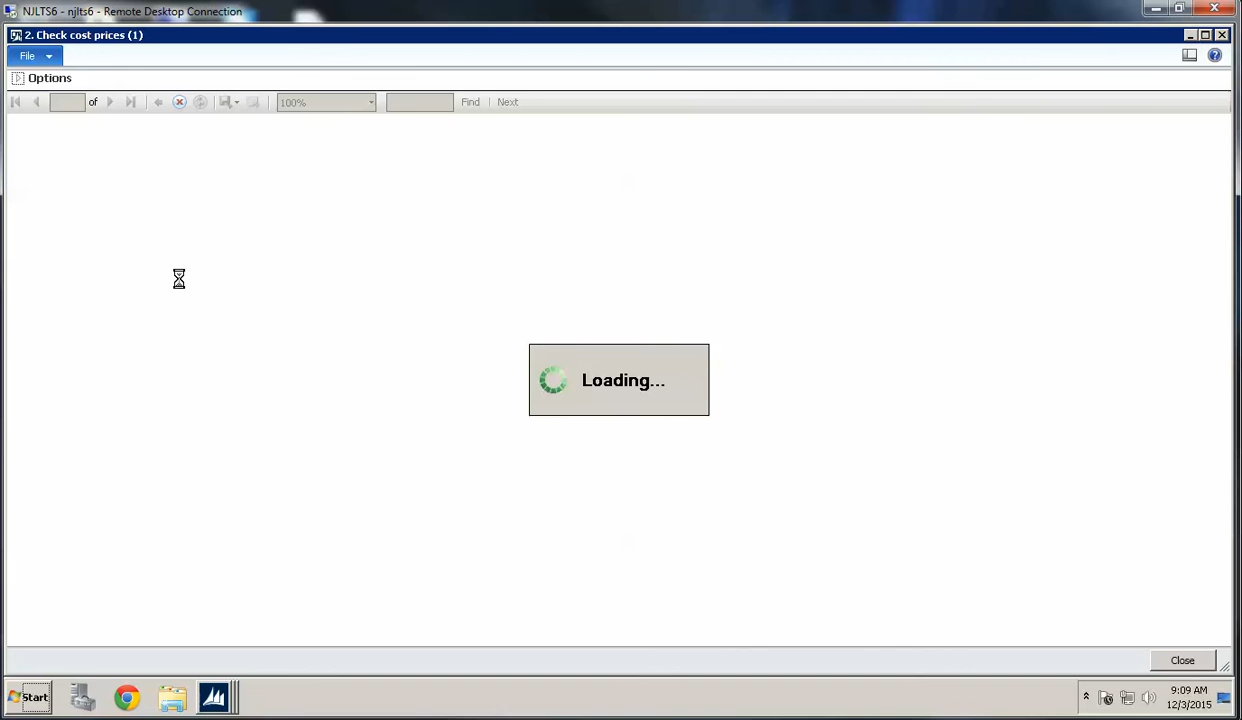 NJLTS6 - njlts6 - Remote Desktop Connection
2. Check cost prices (1)
File
Options
of
100%
Find
Next
Loading...
Close
Start
9:09 AM
12/3/2015